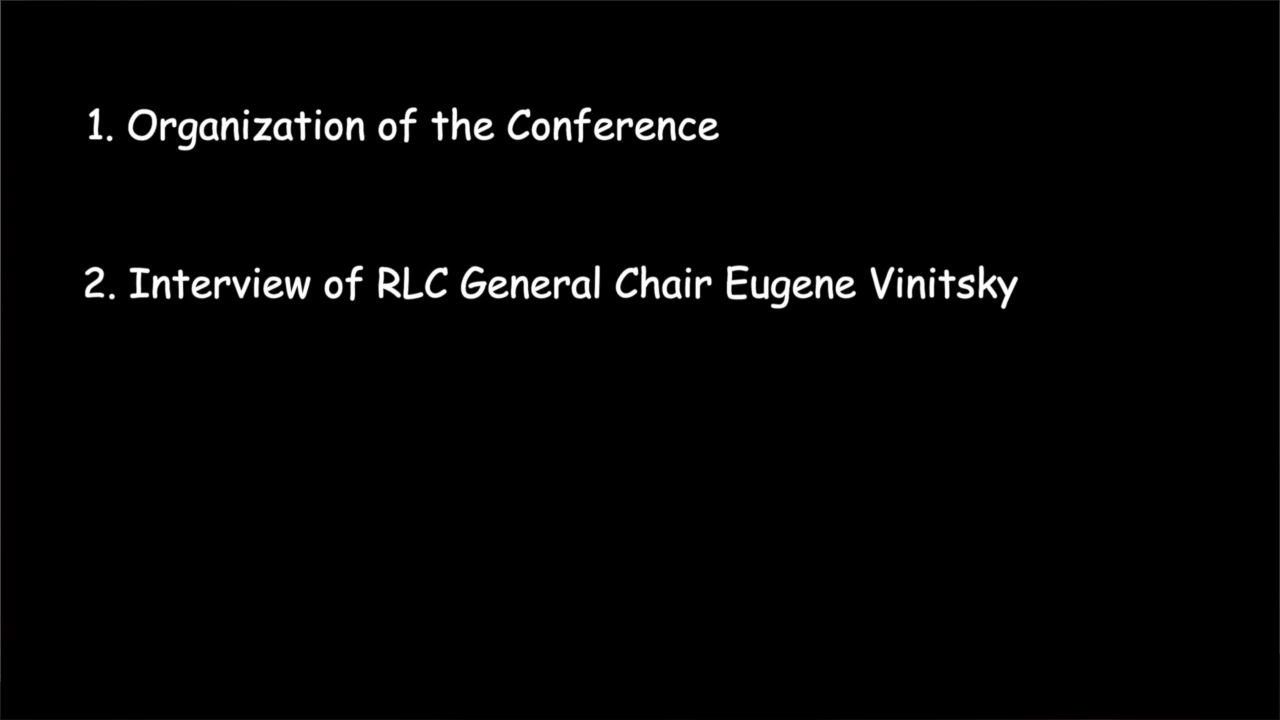 1. Organization of the Conference
2. Interview of RLC General Chair Eugene Vinitsky